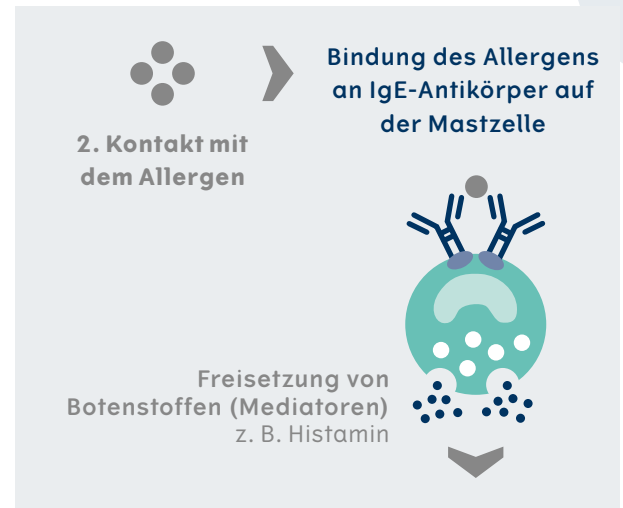 2. Kontakt mit
dem Allergen
Bindung des Allergens
an IgE-Antikörper auf
der Mastzelle
Freisetzung von
Botenstoffen (Mediatoren)
z. B. Histamin